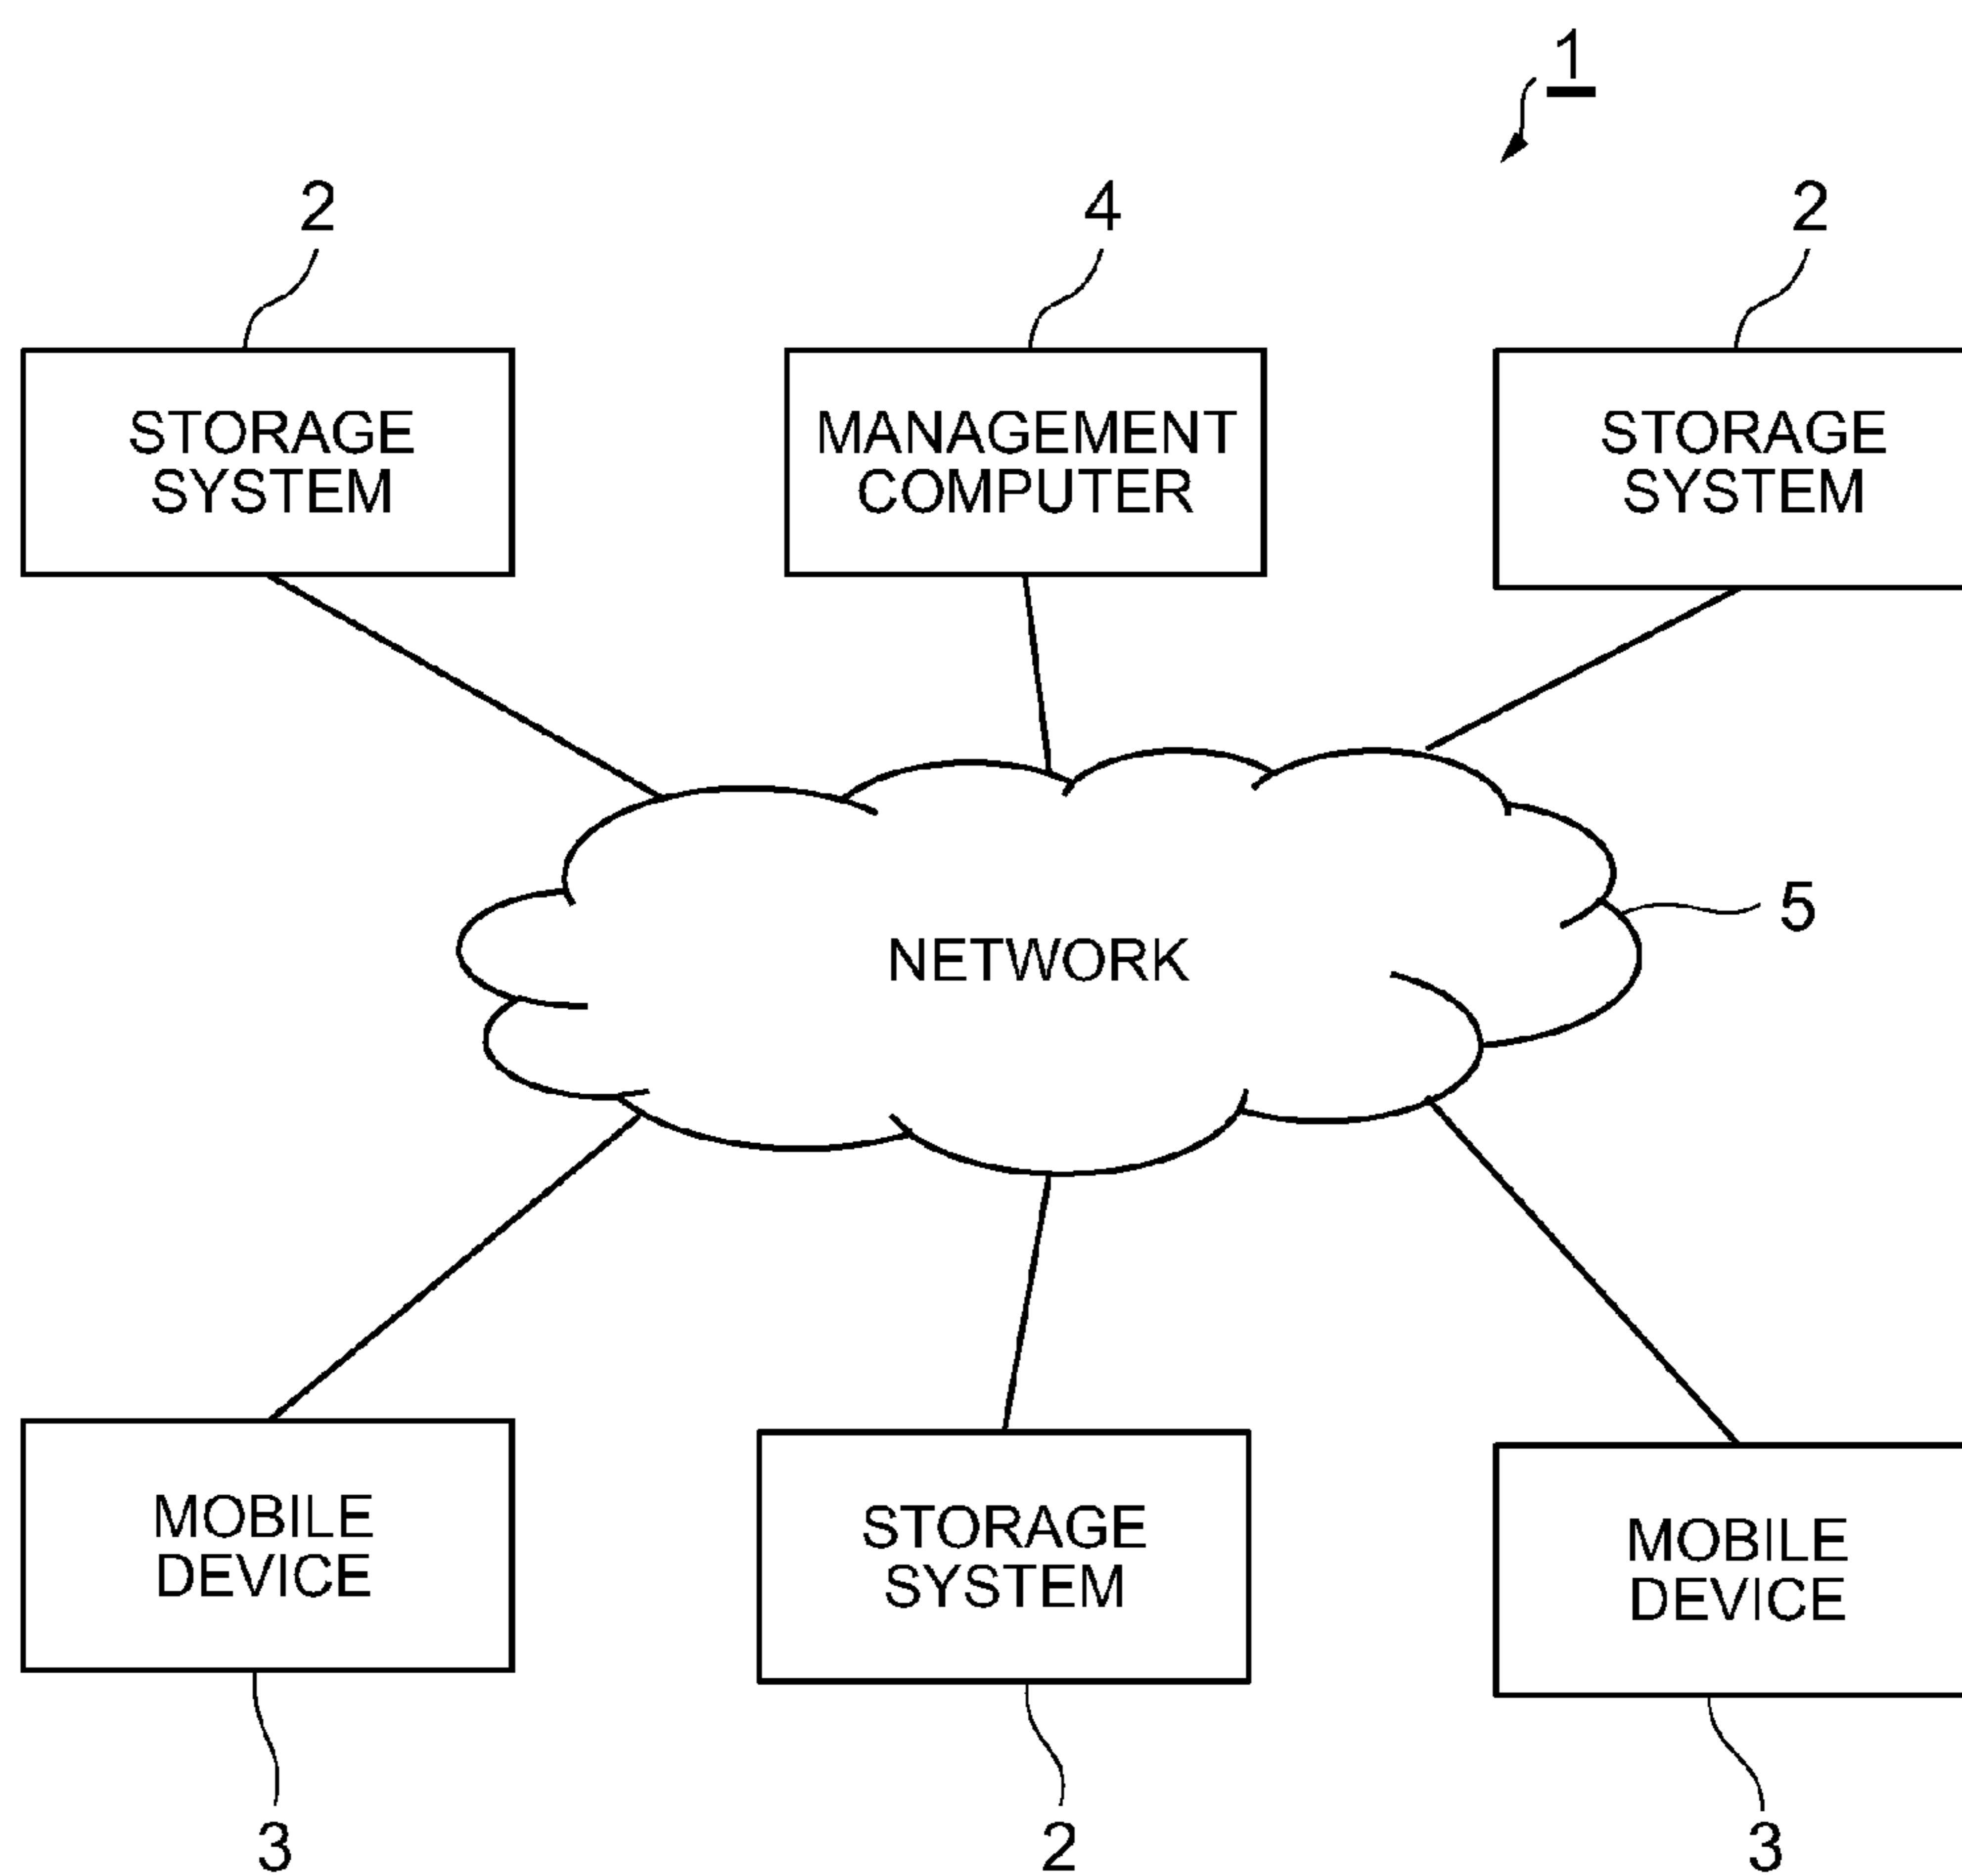 1
2
4
2
STORAGE
SYSTEM
MANAGEMENT
COMPUTER
STORAGE
SYSTEM
NETWORK
5
MOBILE
DEVICE
STORAGE
SYSTEM
MOBILE
DEVICE
3
2
3